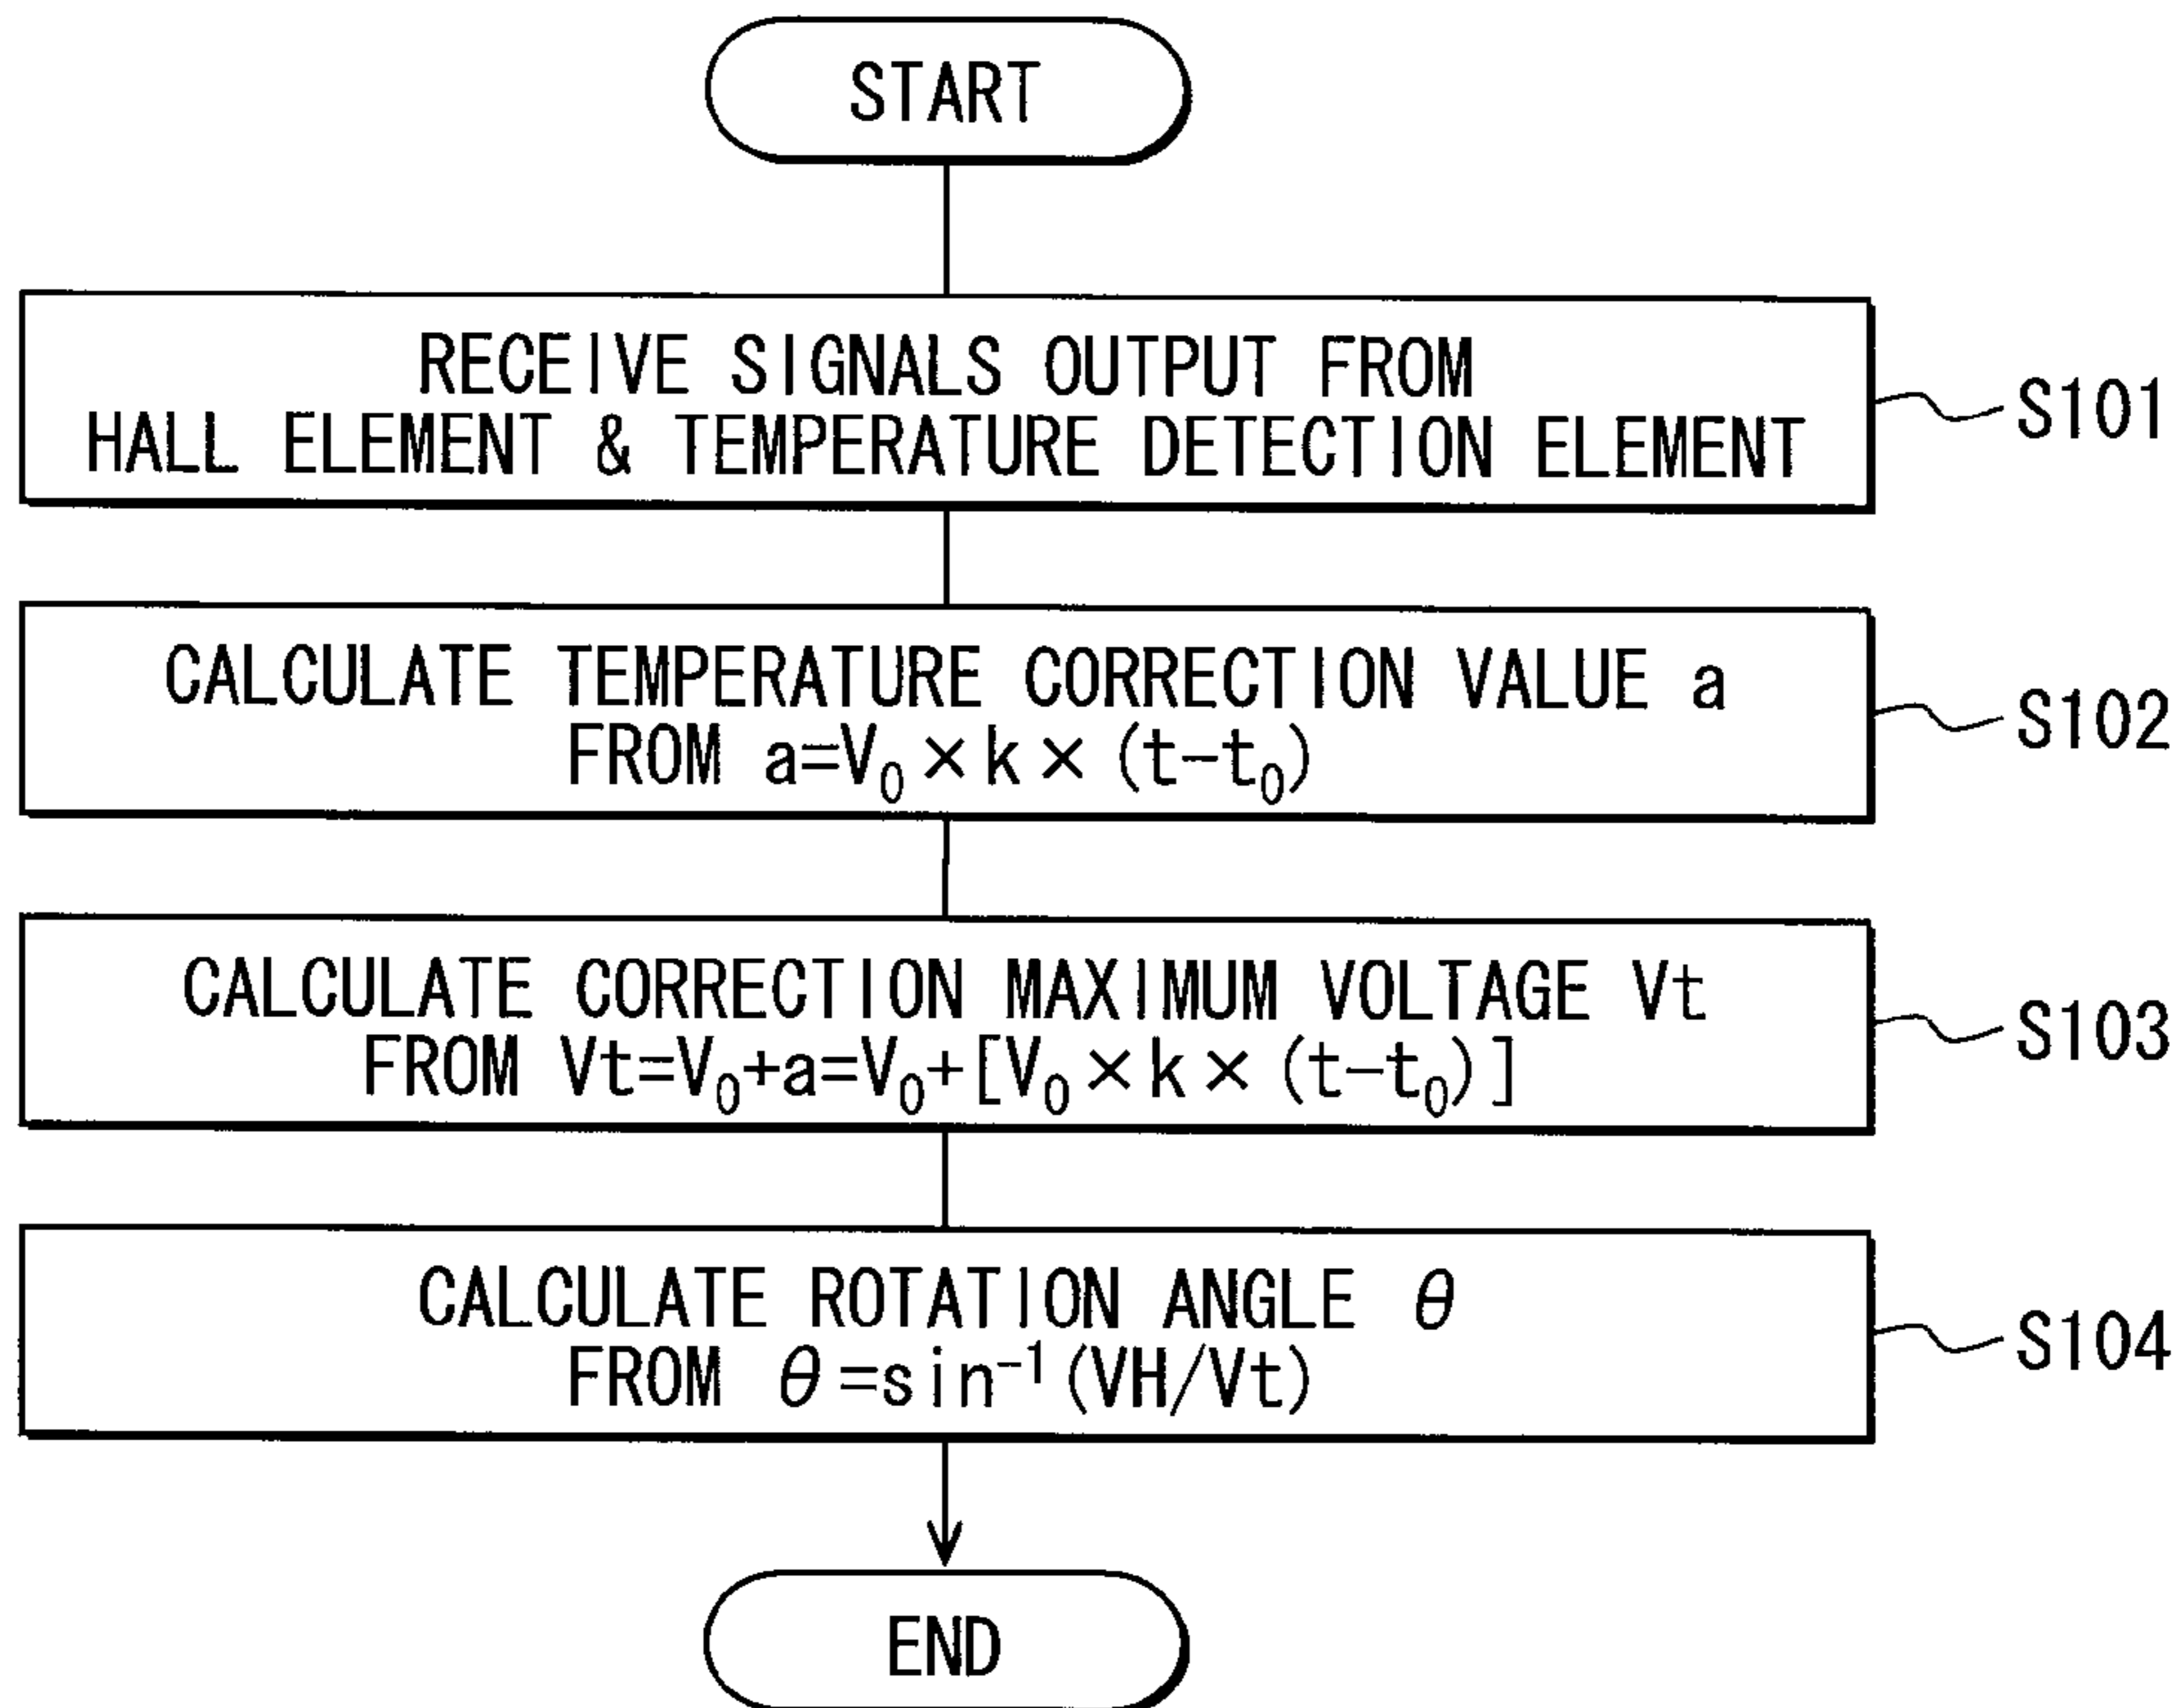 START
RECEIVE SIGNALS OUTPUT FROM
HALL ELEMENT & TEMPERATURE DETECTION ELEMENT
S101
CALCULATE TEMPERATURE CORRECTION VALUE a
FROM a=V₀×k×(t-t₀)
S102
CALCULATE CORRECTION MAXIMUM VOLTAGE Vt
FROM Vt=V₀+a=V₀+[V₀×k×(t-t₀)]
S103
CALCULATE ROTATION ANGLE θ
FROM θ=sin⁻¹(VH/Vt)
S104
END